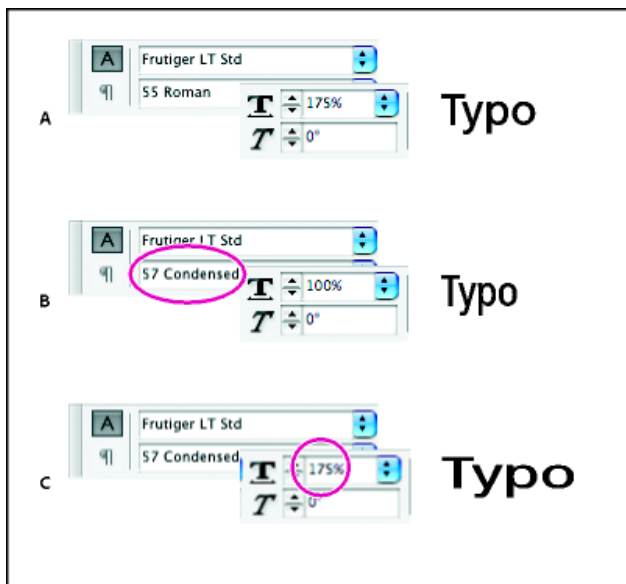 A
Frutiger LT Std
¶
55 Roman
T
175%
T
0°
A
Typo
A
Frutiger LT Std
¶
57 Condensed
T
100%
T
0°
B
Typo
A
Frutiger LT Std
¶
57 Condensed
T
175%
T
0°
C
Typo